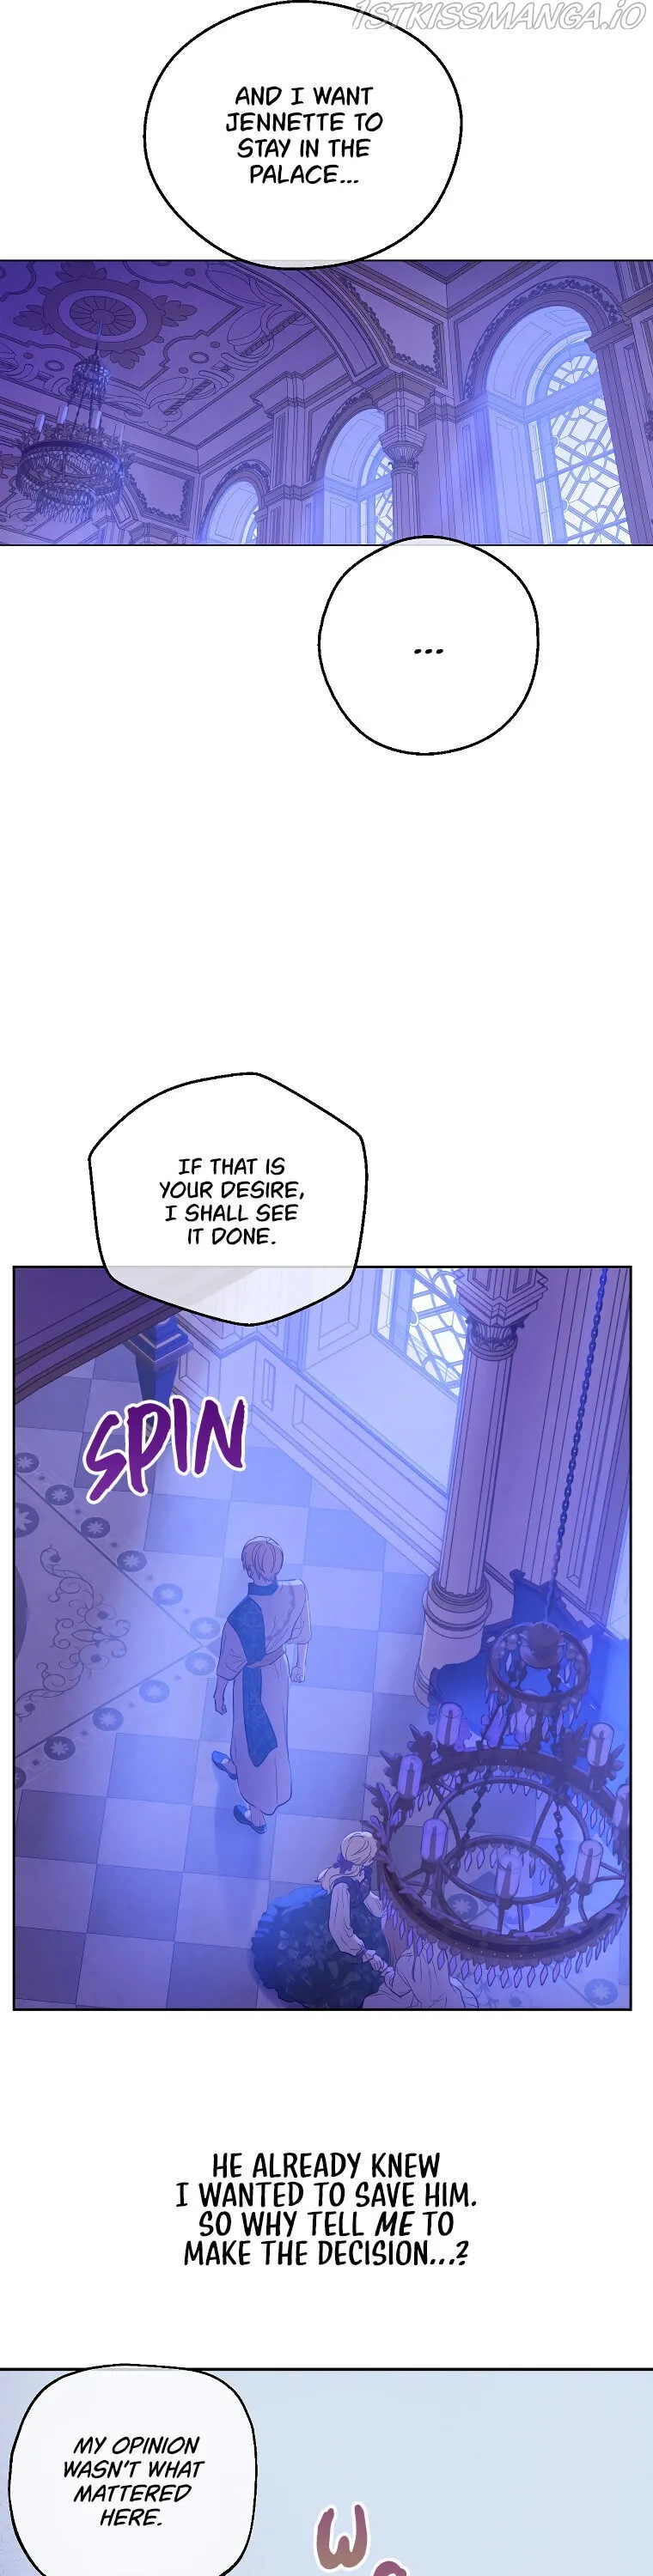 1STKISSMANGA.IO
AND I WANT
JENNETTE TO
STAY IN THE
PALACE...
...
IF THAT IS
YOUR DESIRE,
I SHALL SEE
IT DONE.
SPIN
HE ALREADY KNEW
I WANTED TO SAVE HIM.
SO WHY TELL ME TO
MAKE THE DECISION...?
MY OPINION
WASN'T WHAT
MATTERED
HERE.